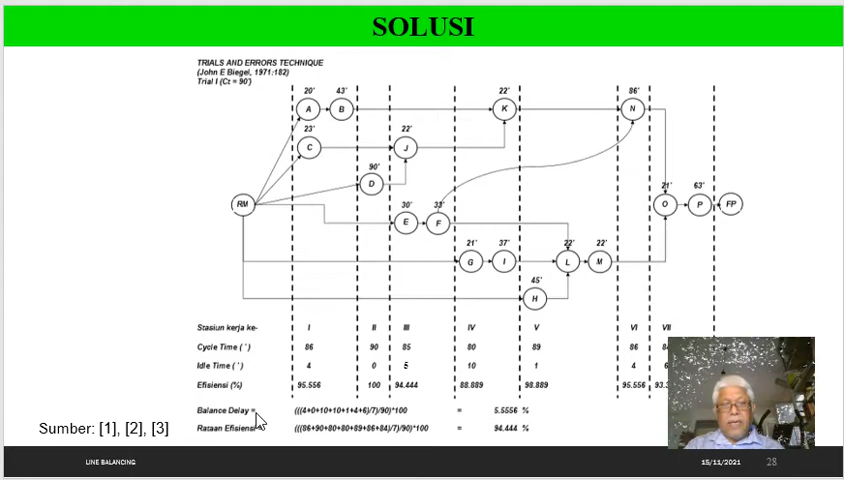 SOLUSI
TRIALS AND ERRORS TECHNIQUE
(John E Biegel, 1971:182)
Trial I (Ct = 90')
20' 43' 22' 86'
A B K N
23' 22'
C J
90'
D
21' 63'
RM O P FP
30' 33'
E F
21' 37' 22' 22'
G I L M
45'
H
Stasiun kerja ke- I II III IV V VI VII
Cycle Time ( ' ) 86 90 85 80 89 86
Idle Time ( ' ) 4 0 5 10 1 4
Efisiensi (%) 95.556 100 94.444 88.889 98.889 95.556
Balance Delay = (((4+0+10+10+1+4+6)/7)/90)*100 = 5.5556 %
Rataan Efisiensi (((86+90+80+80+89+86+84)/7)/90)*100 = 94.444 %
Sumber: [1], [2], [3]
LINE BALANCING 15/11/2021 28